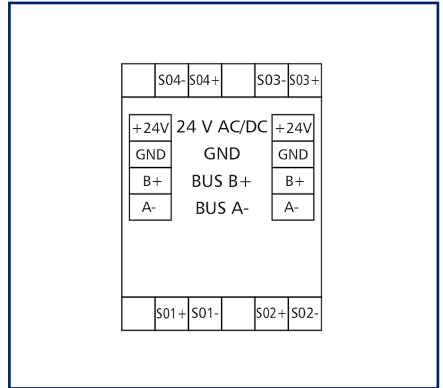 S04- S04+ S03- S03+
+24V 24 V AC/DC +24V
GND GND GND
B+ BUS B+ B+
A- BUS A- A-
S01+ S01- S02+ S02-